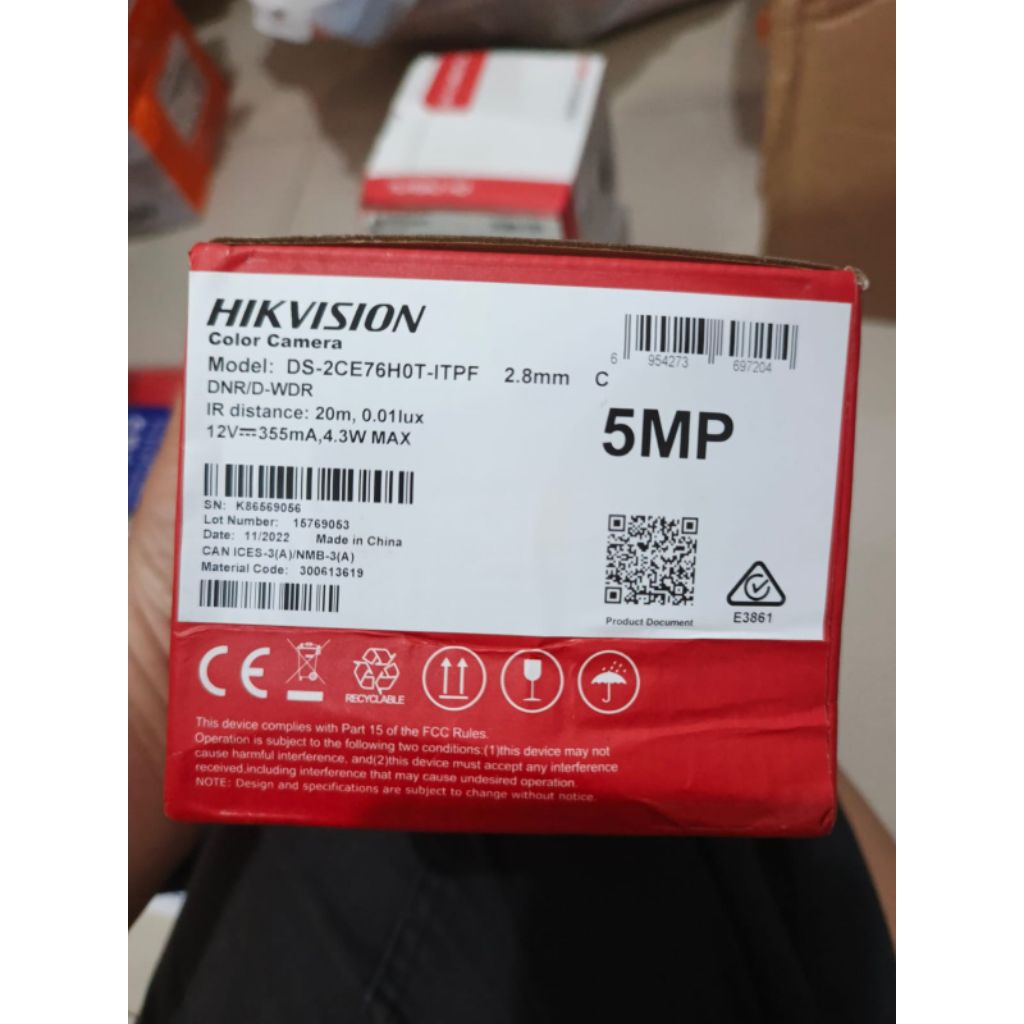 HIKVISION
Color Camera
Model: DS-2CE76H0T-ITPF 2.8mm C
DNR/D-WDR
IR distance: 20m, 0.01lux
12V⎓355mA,4.3W MAX
6 954273 697204
5MP
SN: K86569056
Lot Number: 15769053
Date: 11/2022 Made in China
CAN ICES-3(A)/NMB-3(A)
Material Code: 300613619
Product Document
E3861
CE
RECYCLABLE
This device complies with Part 15 of the FCC Rules.
Operation is subject to the following two conditions:(1)this device may not
cause harmful interference, and(2)this device must accept any interference
received,including interference that may cause undesired operation.
NOTE: Design and specifications are subject to change without notice.